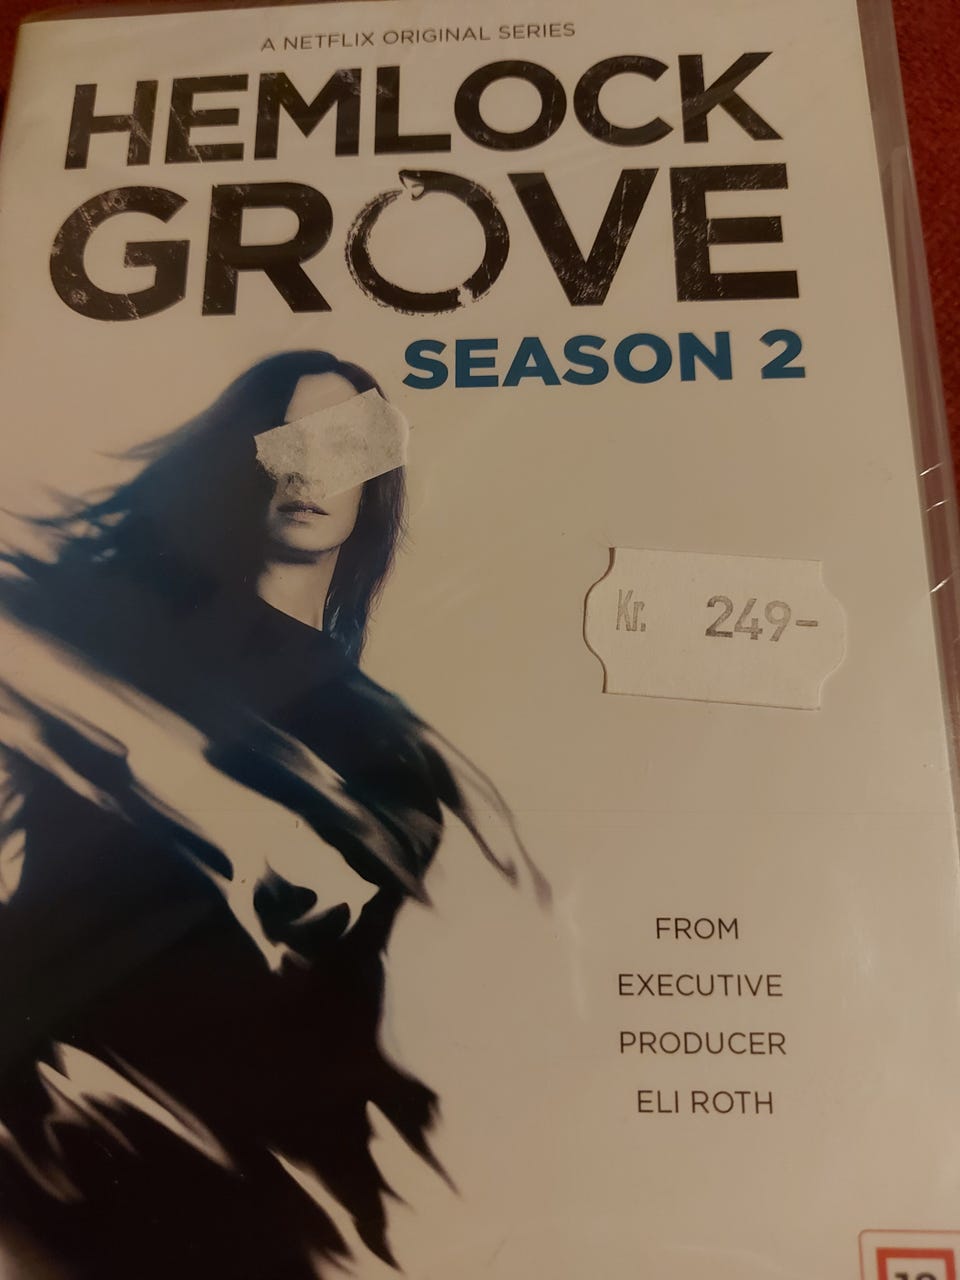 A NETFLIX ORIGINAL SERIES
HEMLOCK
GROVE
SEASON 2
Kr. 249-
FROM
EXECUTIVE
PRODUCER
ELI ROTH